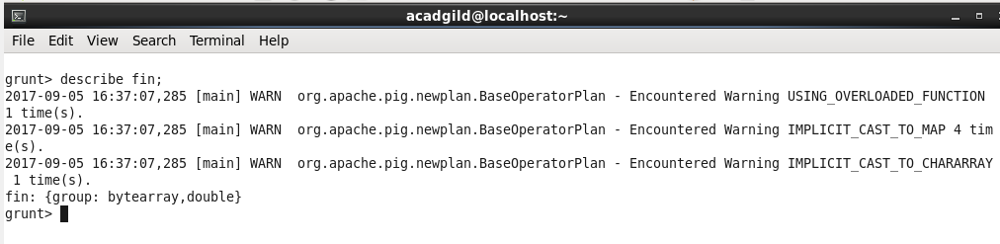 acadgild@localhost:~
File Edit View Search Terminal Help
grunt> describe fin;
2017-09-05 16:37:07,285 [main] WARN  org.apache.pig.newplan.BaseOperatorPlan - Encountered Warning USING_OVERLOADED_FUNCTION
1 time(s).
2017-09-05 16:37:07,285 [main] WARN  org.apache.pig.newplan.BaseOperatorPlan - Encountered Warning IMPLICIT_CAST_TO_MAP 4 tim
e(s).
2017-09-05 16:37:07,285 [main] WARN  org.apache.pig.newplan.BaseOperatorPlan - Encountered Warning IMPLICIT_CAST_TO_CHARARRAY
 1 time(s).
fin: {group: bytearray,double}
grunt>